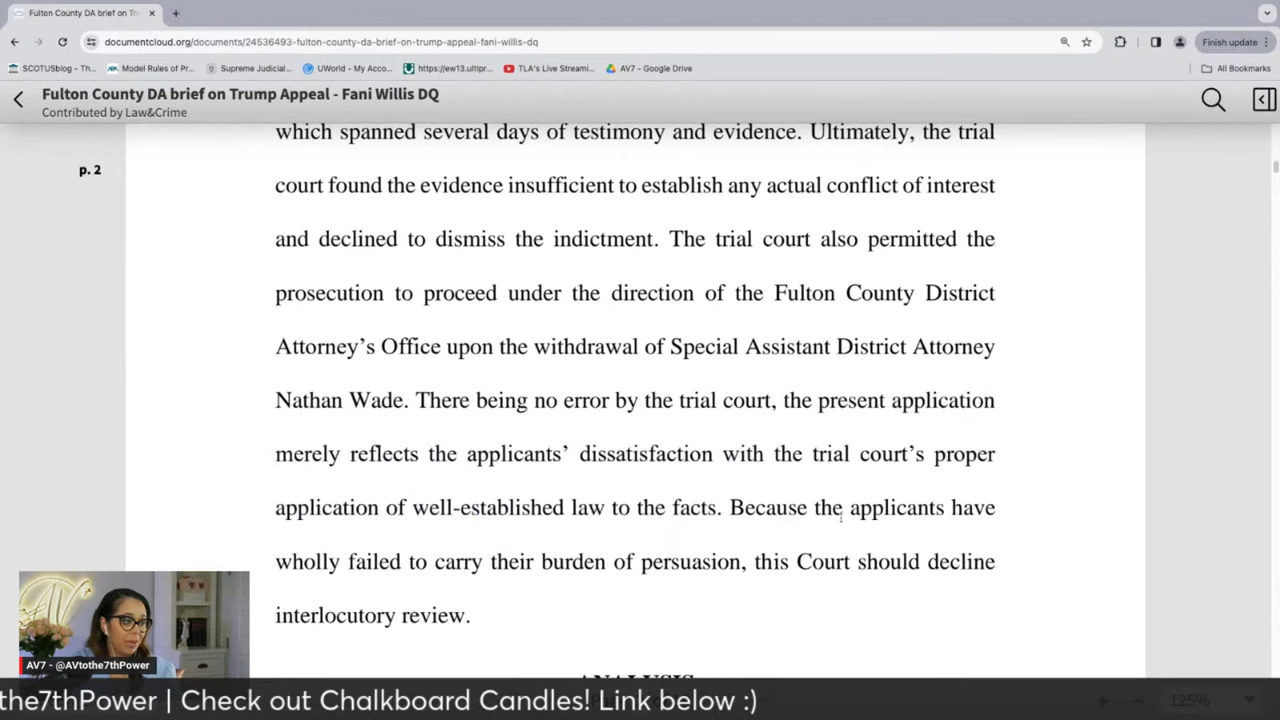 Fulton County DA brief on Tr
documentcloud.org/documents/24536493-fulton-county-da-brief-on-trump-appeal-fani-willis-dq
Finish update
SCOTUSblog - Th...
Model Rules of Pr...
Supreme Judicial...
UWorld - My Acco...
https://ew13.ultipr...
TLA's Live Streami...
AV7 - Google Drive
All Bookmarks
Fulton County DA brief on Trump Appeal - Fani Willis DQ
Contributed by Law&Crime
p. 2
which spanned several days of testimony and evidence. Ultimately, the trial
court found the evidence insufficient to establish any actual conflict of interest
and declined to dismiss the indictment. The trial court also permitted the
prosecution to proceed under the direction of the Fulton County District
Attorney’s Office upon the withdrawal of Special Assistant District Attorney
Nathan Wade. There being no error by the trial court, the present application
merely reflects the applicants’ dissatisfaction with the trial court’s proper
application of well-established law to the facts. Because the applicants have
wholly failed to carry their burden of persuasion, this Court should decline
interlocutory review.
ANALYSIS
AV7 - @AVtothe7thPower
the7thPower | Check out Chalkboard Candles! Link below :)
125%